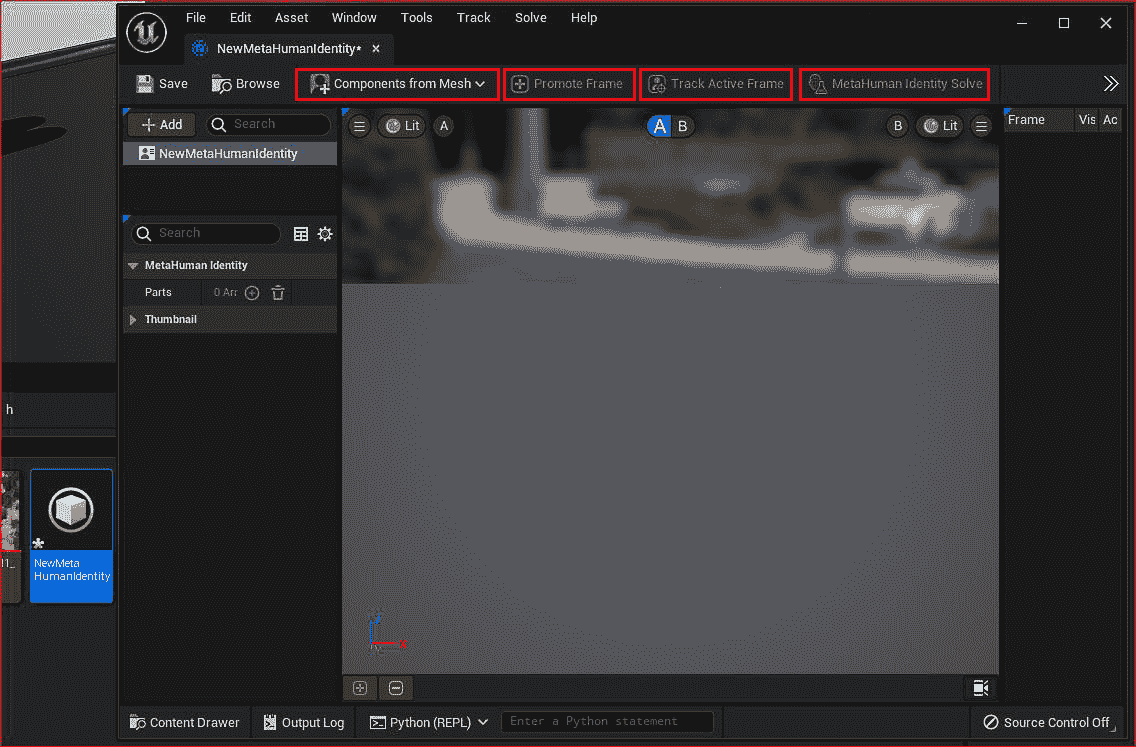 File Edit Asset Window Tools Track Solve Help
NewMetaHumanIdentity*
Save Browse Components from Mesh Promote Frame Track Active Frame MetaHuman Identity Solve
Add Search Lit A A B B Lit Frame Vis Ac
NewMetaHumanIdentity
Search
MetaHuman Identity
Parts 0 Arr
Thumbnail
h
NewMeta
HumanIdentity
X
Content Drawer Output Log Python (REPL) Enter a Python statement Source Control Off